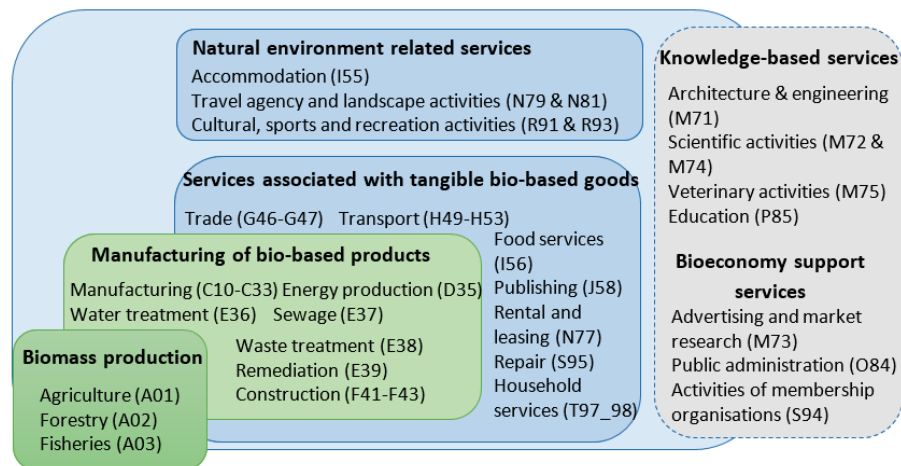 Natural environment related services
Accommodation (I55)
Travel agency and landscape activities (N79 & N81)
Cultural, sports and recreation activities (R91 & R93)
Services associated with tangible bio-based goods
Trade (G46-G47) Transport (H49-H53)
Food services
(I56)
Publishing (J58)
Rental and
leasing (N77)
Repair (S95)
Household
services (T97_98)
Manufacturing of bio-based products
Manufacturing (C10-C33) Energy production (D35)
Water treatment (E36) Sewage (E37)
Waste treatment (E38)
Remediation (E39)
Construction (F41-F43)
Biomass production
Agriculture (A01)
Forestry (A02)
Fisheries (A03)
Knowledge-based services
Architecture & engineering
(M71)
Scientific activities (M72 &
M74)
Veterinary activities (M75)
Education (P85)
Bioeconomy support
services
Advertising and market
research (M73)
Public administration (O84)
Activities of membership
organisations (S94)